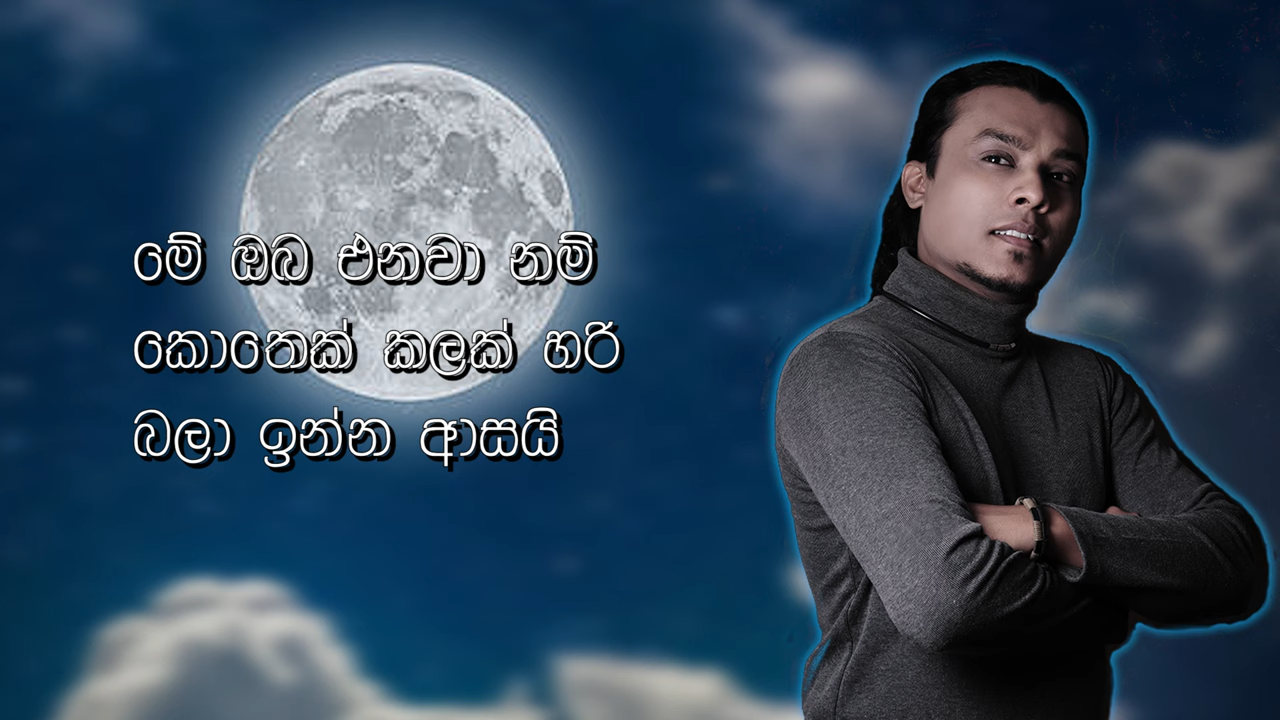 මේ ඔබ එනවා නම්
කොතෙක් කලක් හරි
බලා ඉන්න ආසයි